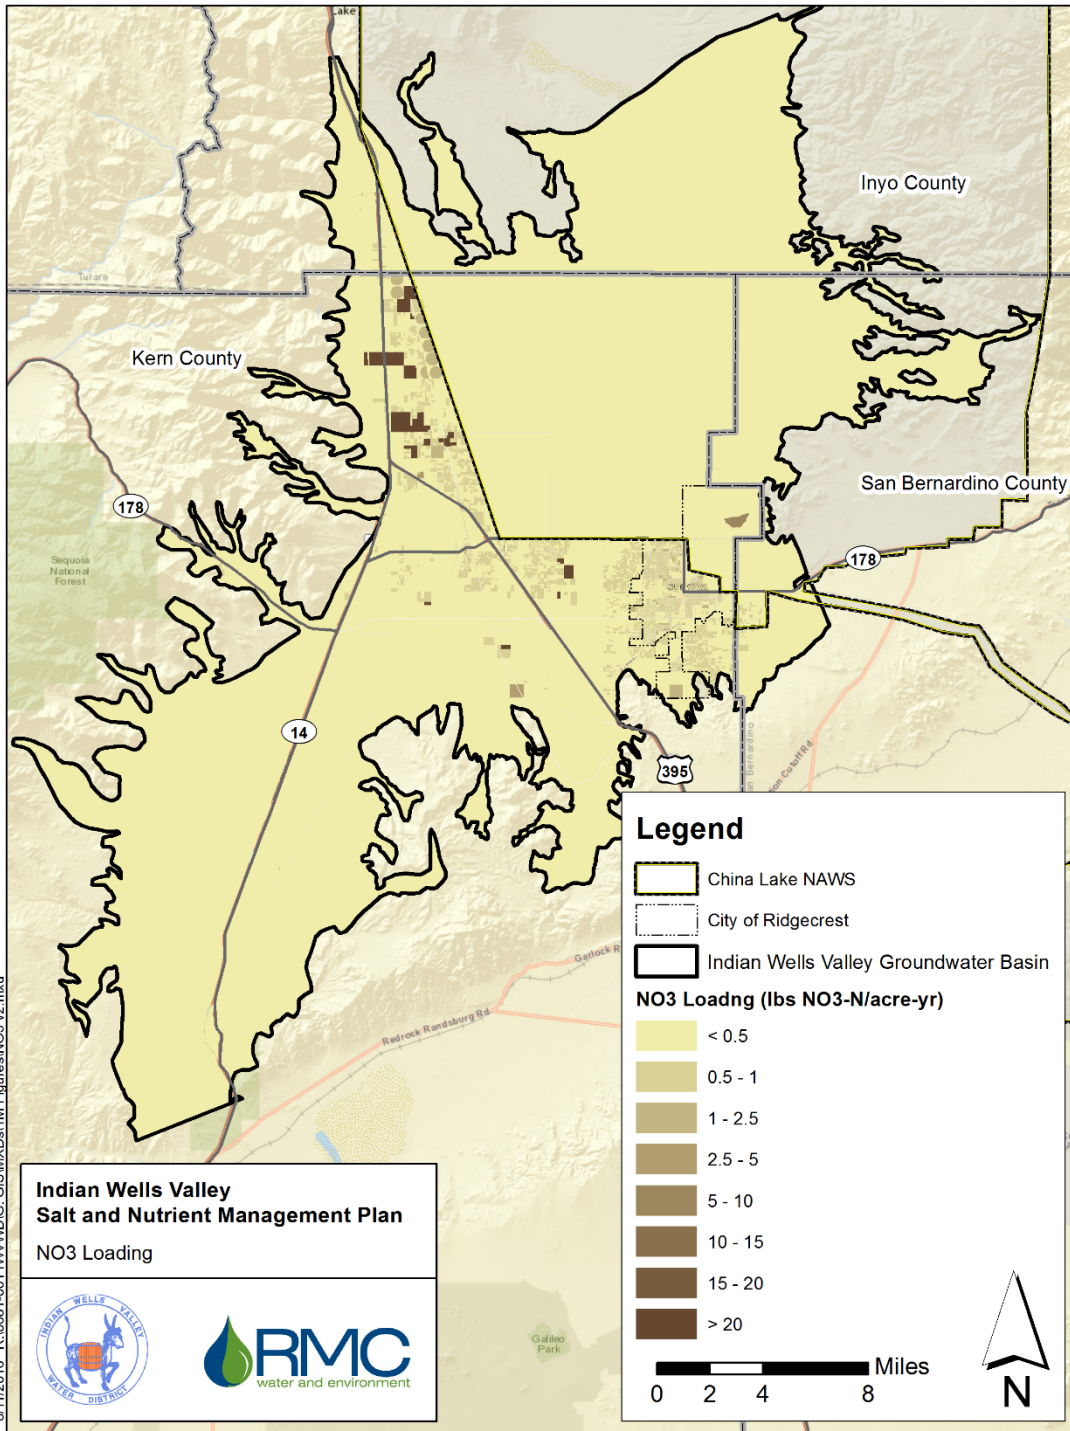 Lake
Inyo County
Tulare
Kern County
San Bernardino County
178
Sequoia
National
Forest
178
14
395
San Bernardino
Garlock R
Redrock Randsburg Rd
Galileo
Park
Legend
China Lake NAWS
City of Ridgecrest
Indian Wells Valley Groundwater Basin
NO3 Loadng (lbs NO3-N/acre-yr)
< 0.5
0.5 - 1
1 - 2.5
2.5 - 5
5 - 10
10 - 15
15 - 20
> 20
Miles
0 2 4 8
N
Indian Wells Valley
Salt and Nutrient Management Plan
NO3 Loading
INDIAN WELLS VALLEY
WATER DISTRICT
RMC
water and environment